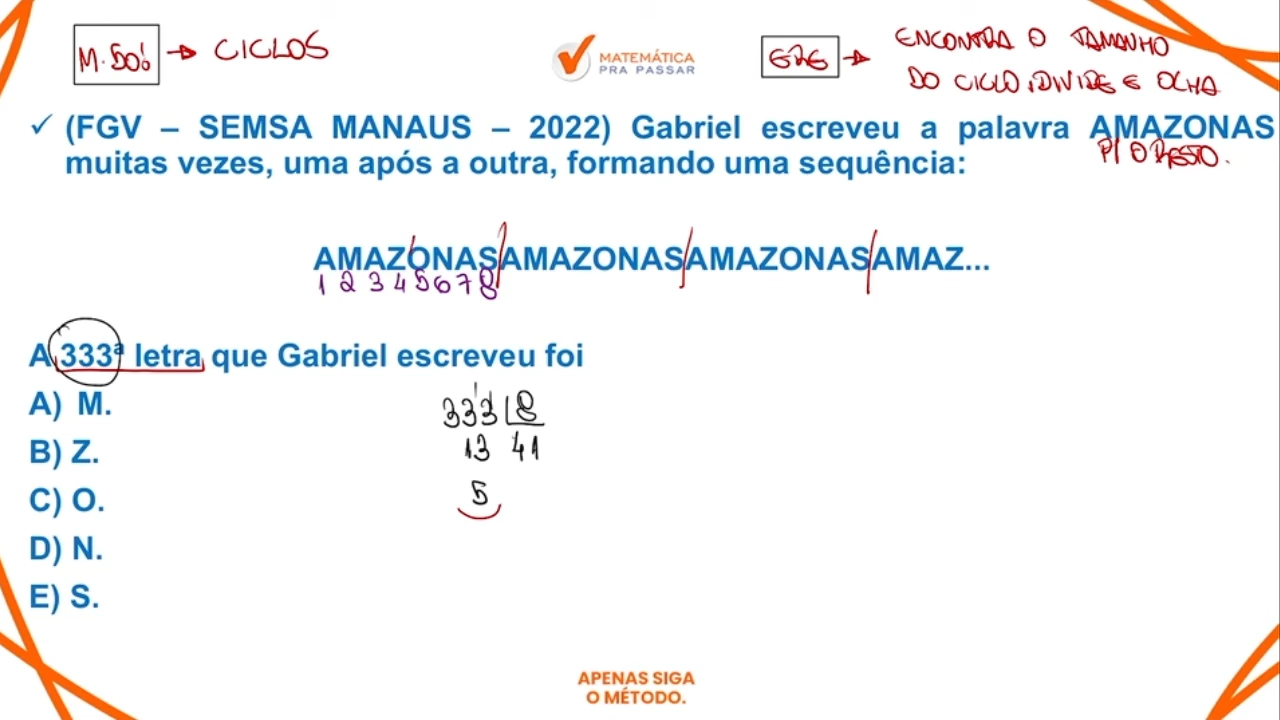 M. 50ó → CICLOS
MATEMÁTICA
PRA PASSAR
→ ENCONTRA O TAMANHO
DO CICLO, DIVIDE E OLHA
P/ O RESTO.
✓ (FGV – SEMSA MANAUS – 2022) Gabriel escreveu a palavra AMAZONAS
muitas vezes, uma após a outra, formando uma sequência:
AMAZONASAMAZONASAMAZONASAMAZ...
1 2 3 4 5 6 7 8
A 333ª letra que Gabriel escreveu foi
A) M.
B) Z.
C) O.
D) N.
E) S.
333 8
13 41
5
APENAS SIGA
O MÉTODO.